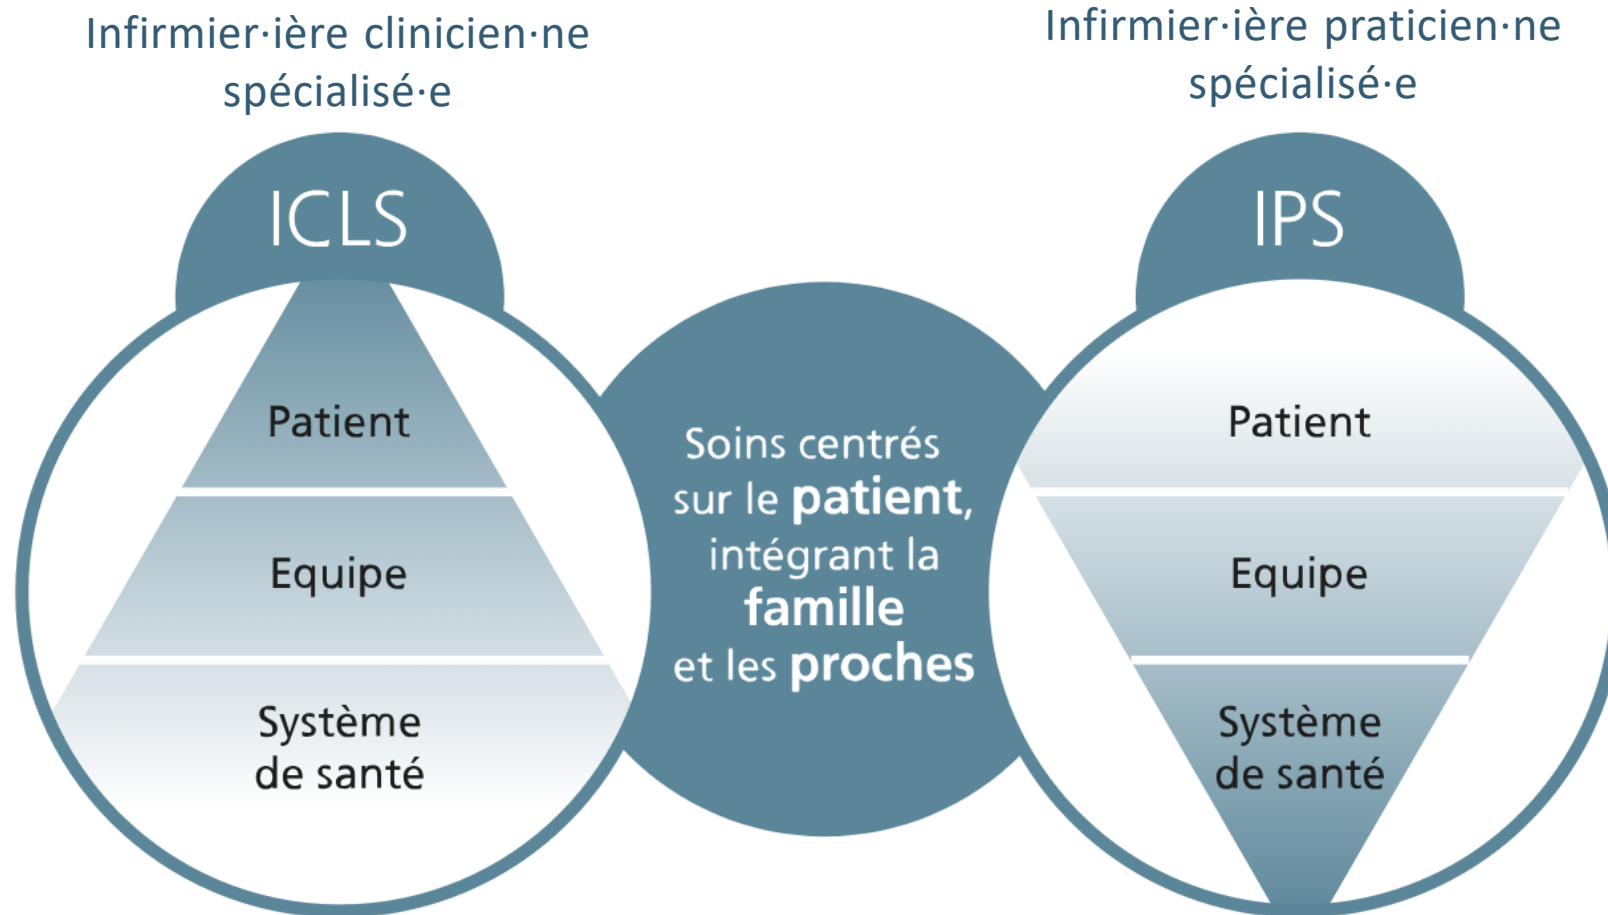 Infirmier·ière clinicien·ne
spécialisé·e
ICLS
Patient
Equipe
Système
de santé
Soins centrés
sur le patient,
intégrant la
famille
et les proches
Infirmier·ière praticien·ne
spécialisé·e
IPS
Patient
Equipe
Système
de santé